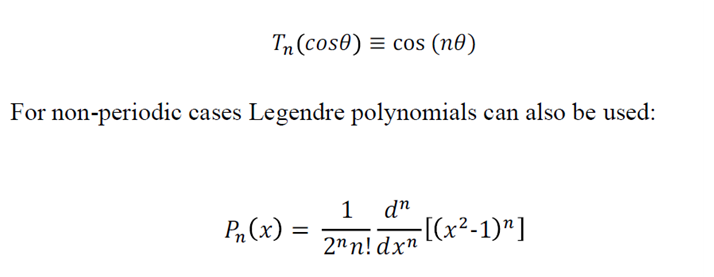 Tₙ(cosθ) ≡ cos (nθ)
For non-periodic cases Legendre polynomials can also be used:
Pₙ(x) = 1/(2ⁿn!) dⁿ/dxⁿ [(x²-1)ⁿ]